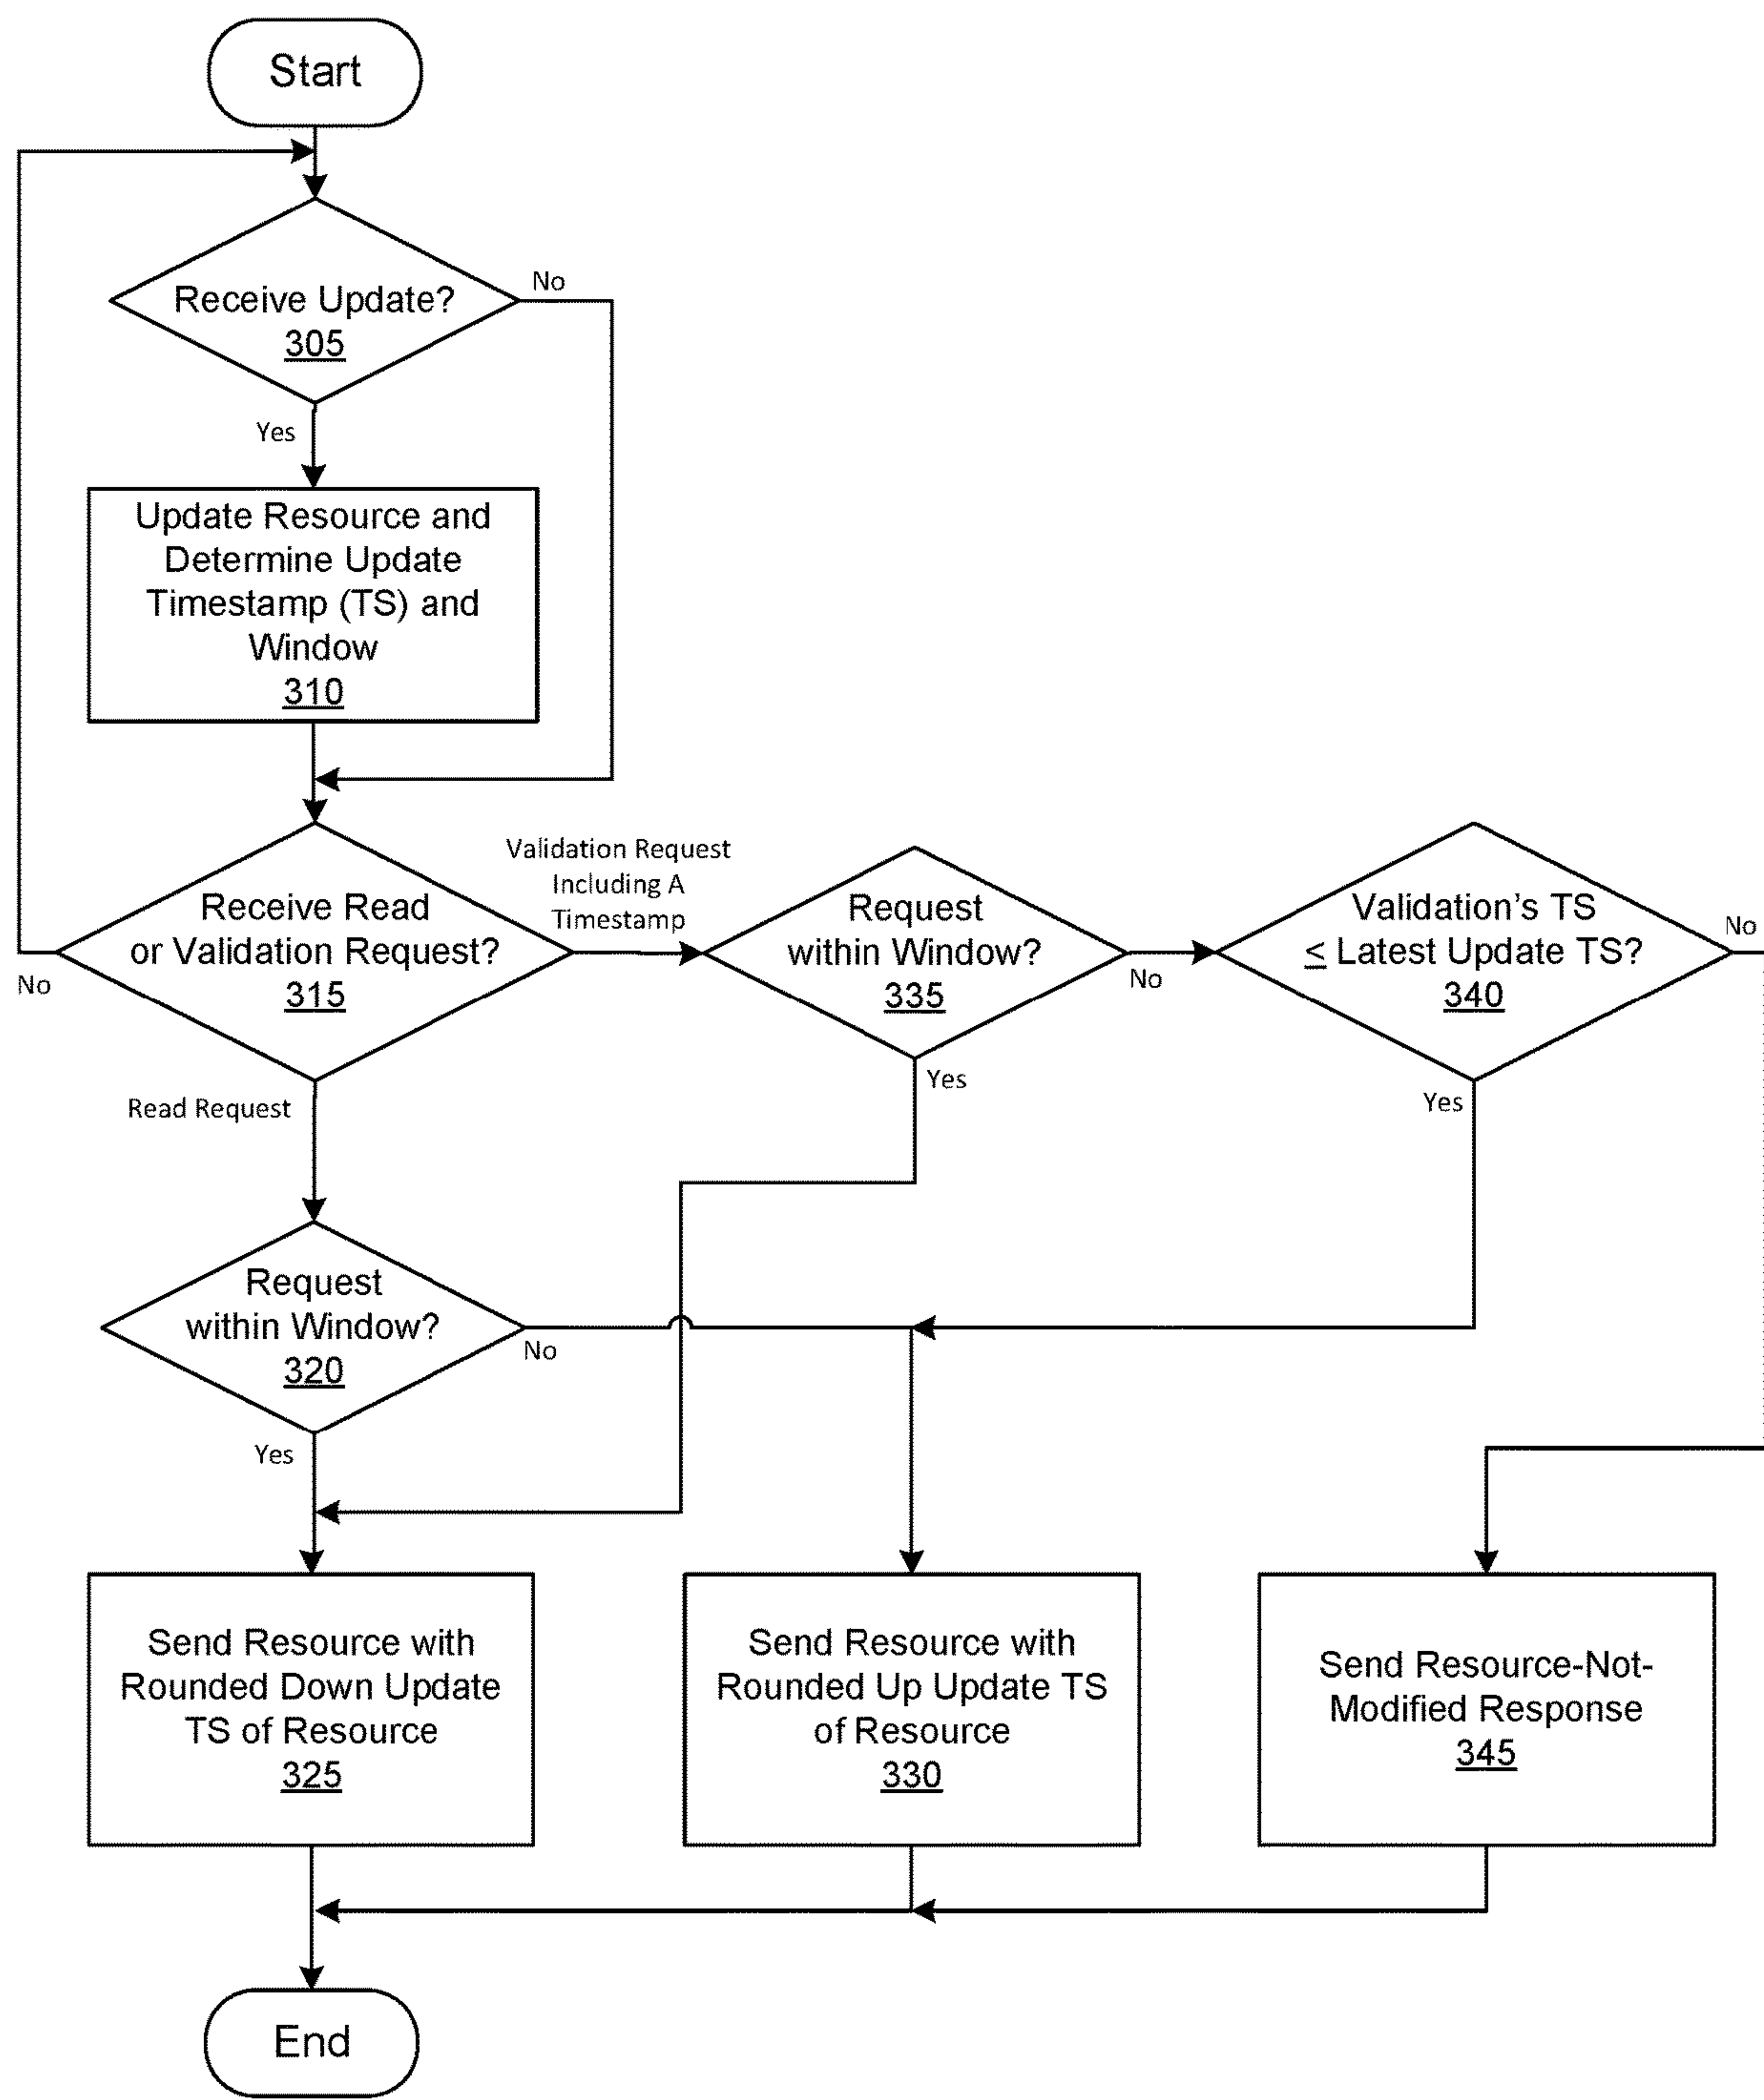 Start
Receive Update?
305
No
Yes
Update Resource and
Determine Update
Timestamp (TS) and
Window
310
Receive Read
or Validation Request?
315
No
Validation Request
Including A
Timestamp
Request
within Window?
335
No
Validation's TS
≤ Latest Update TS?
340
No
Yes
Yes
Read Request
Request
within Window?
320
No
Yes
Send Resource with
Rounded Down Update
TS of Resource
325
Send Resource with
Rounded Up Update TS
of Resource
330
Send Resource-Not-
Modified Response
345
End